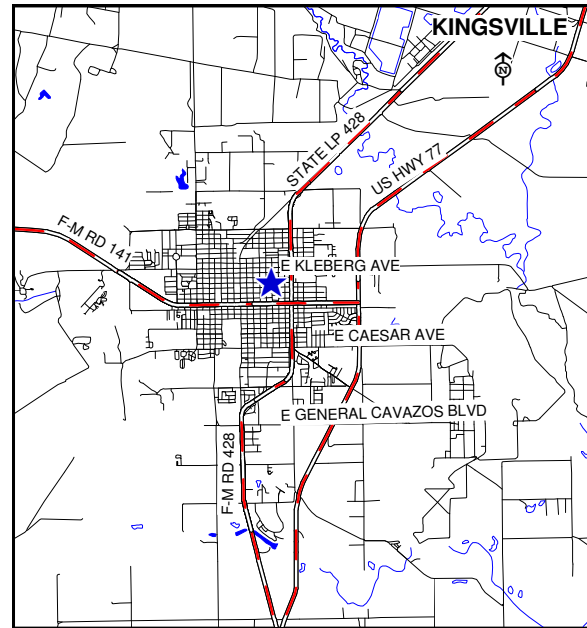 KINGSVILLE
N
STATE LP 428
US HWY 77
F-M RD 141
E KLEBERG AVE
E CAESAR AVE
E GENERAL CAVAZOS BLVD
F-M RD 428